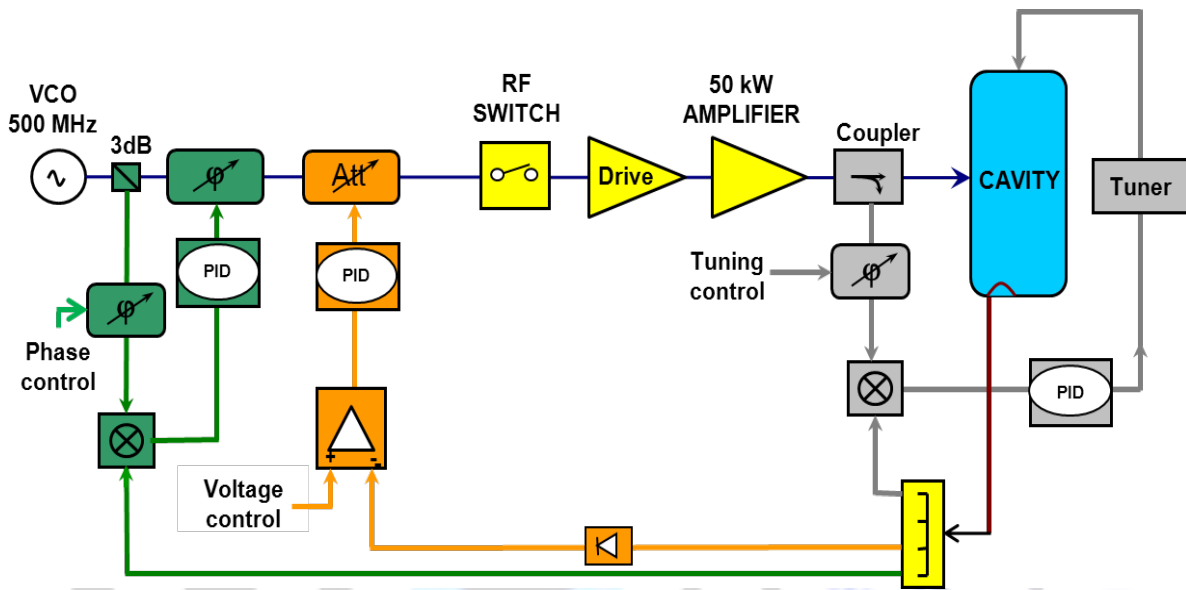 VCO
500 MHz
3dB
φ
Att
RF
SWITCH
Drive
50 kW
AMPLIFIER
Coupler
CAVITY
Tuner
PID
PID
φ
Phase
control
Tuning
control
φ
PID
+
-
Voltage
control